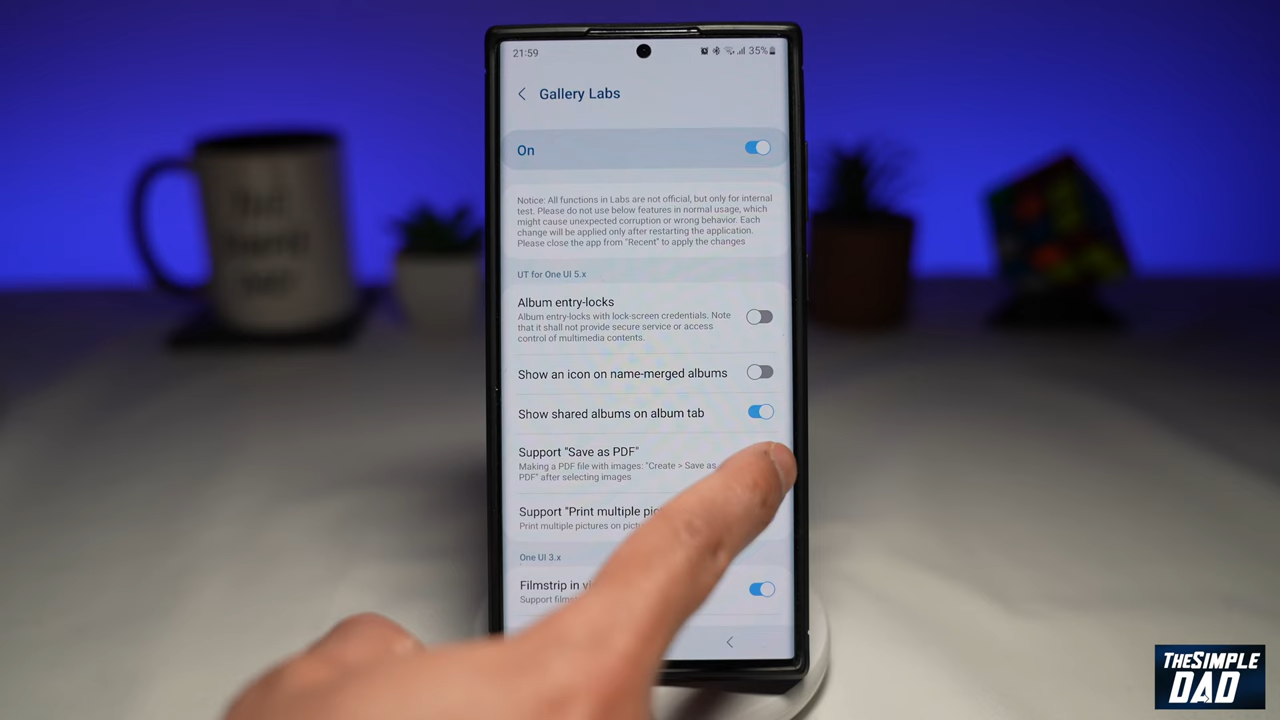 21:59
35%
Gallery Labs
On
Notice: All functions in Labs are not official, but only for internal
test. Please do not use below features in normal usage, which
might cause unexpected corruption or wrong behavior. Each
change will be applied only after restarting the application.
Please close the app from "Recent" to apply the changes
UT for One UI 5.x
Album entry-locks
Album entry-locks with lock-screen credentials. Note
that it shall not provide secure service or access
control of multimedia contents.
Show an icon on name-merged albums
Show shared albums on album tab
Support "Save as PDF"
Making a PDF file with images: "Create > Save as
PDF" after selecting images
Support "Print multiple
Print multiple pictures on
One UI 3.x
Filmstrip in
Support
THE SIMPLE
DAD